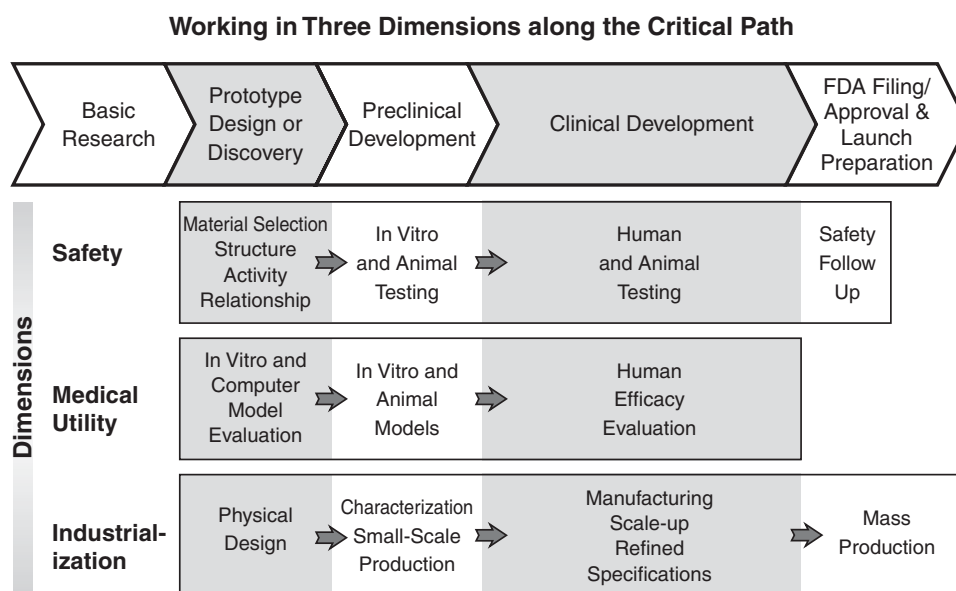 Working in Three Dimensions along the Critical Path
Basic
Research
Prototype
Design or
Discovery
Preclinical
Development
Clinical Development
FDA Filing/
Approval &
Launch
Preparation
Dimensions
Safety
Material Selection
Structure
Activity
Relationship
In Vitro
and Animal
Testing
Human
and Animal
Testing
Safety
Follow
Up
Medical
Utility
In Vitro and
Computer
Model
Evaluation
In Vitro and
Animal
Models
Human
Efficacy
Evaluation
Industrial-
ization
Physical
Design
Characterization
Small-Scale
Production
Manufacturing
Scale-up
Refined
Specifications
Mass
Production